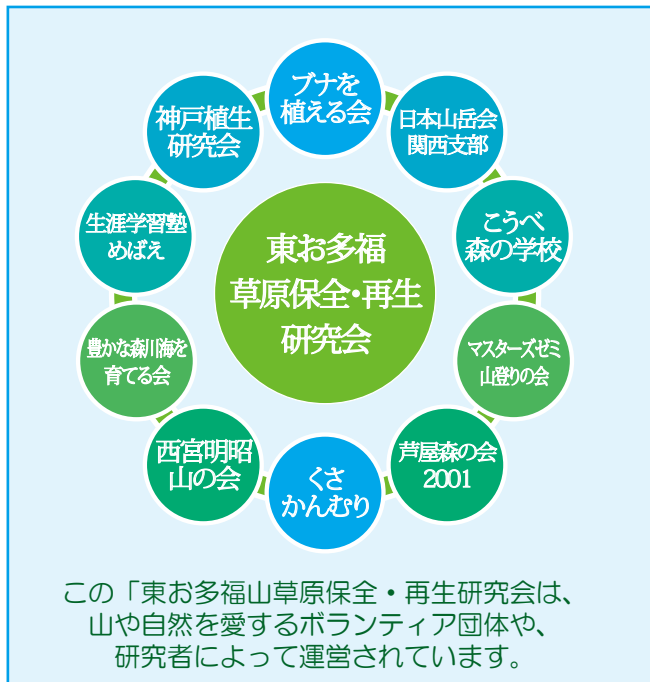 ブナを
植える会
日本山岳会
関西支部
こうべ
森の学校
マスターズゼミ
山登りの会
芦屋森の会
2001
くさ
かんむり
西宮明昭
山の会
豊かな森川海を
育てる会
生涯学習塾
めばえ
神戸植生
研究会
東お多福
草原保全・再生
研究会
この「東お多福山草原保全・再生研究会は、
山や自然を愛するボランティア団体や、
研究者によって運営されています。